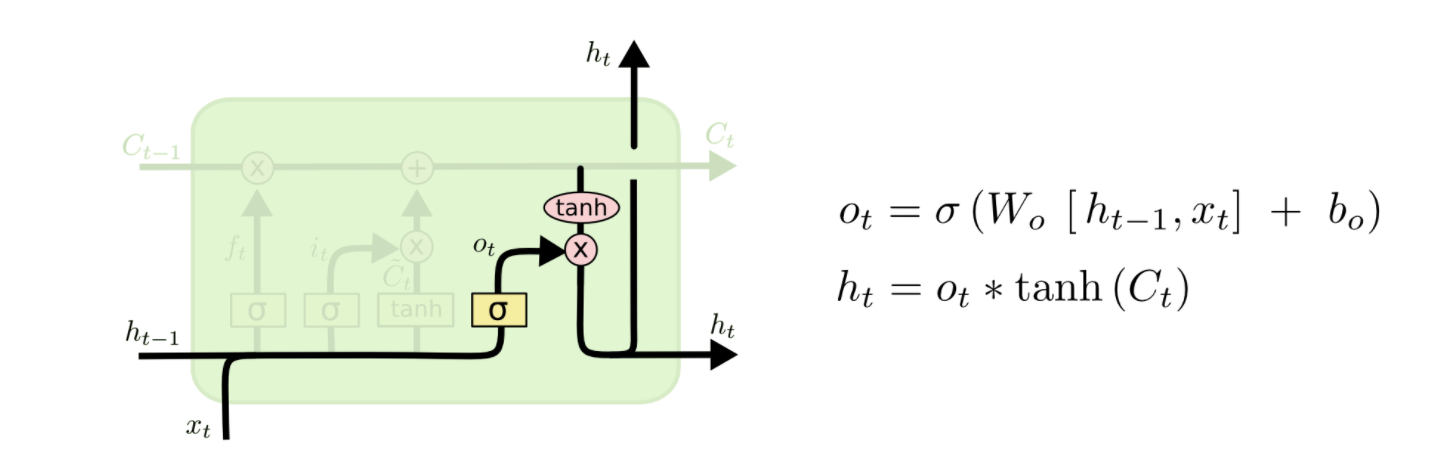 h_t
C_{t-1}
C_t
x
+
tanh
f_t
i_t
x
o_t
x
C̃_t
σ
σ
tanh
σ
h_{t-1}
h_t
x_t
o_t = σ (W_o [ h_{t-1}, x_t ] + b_o)
h_t = o_t * tanh (C_t)